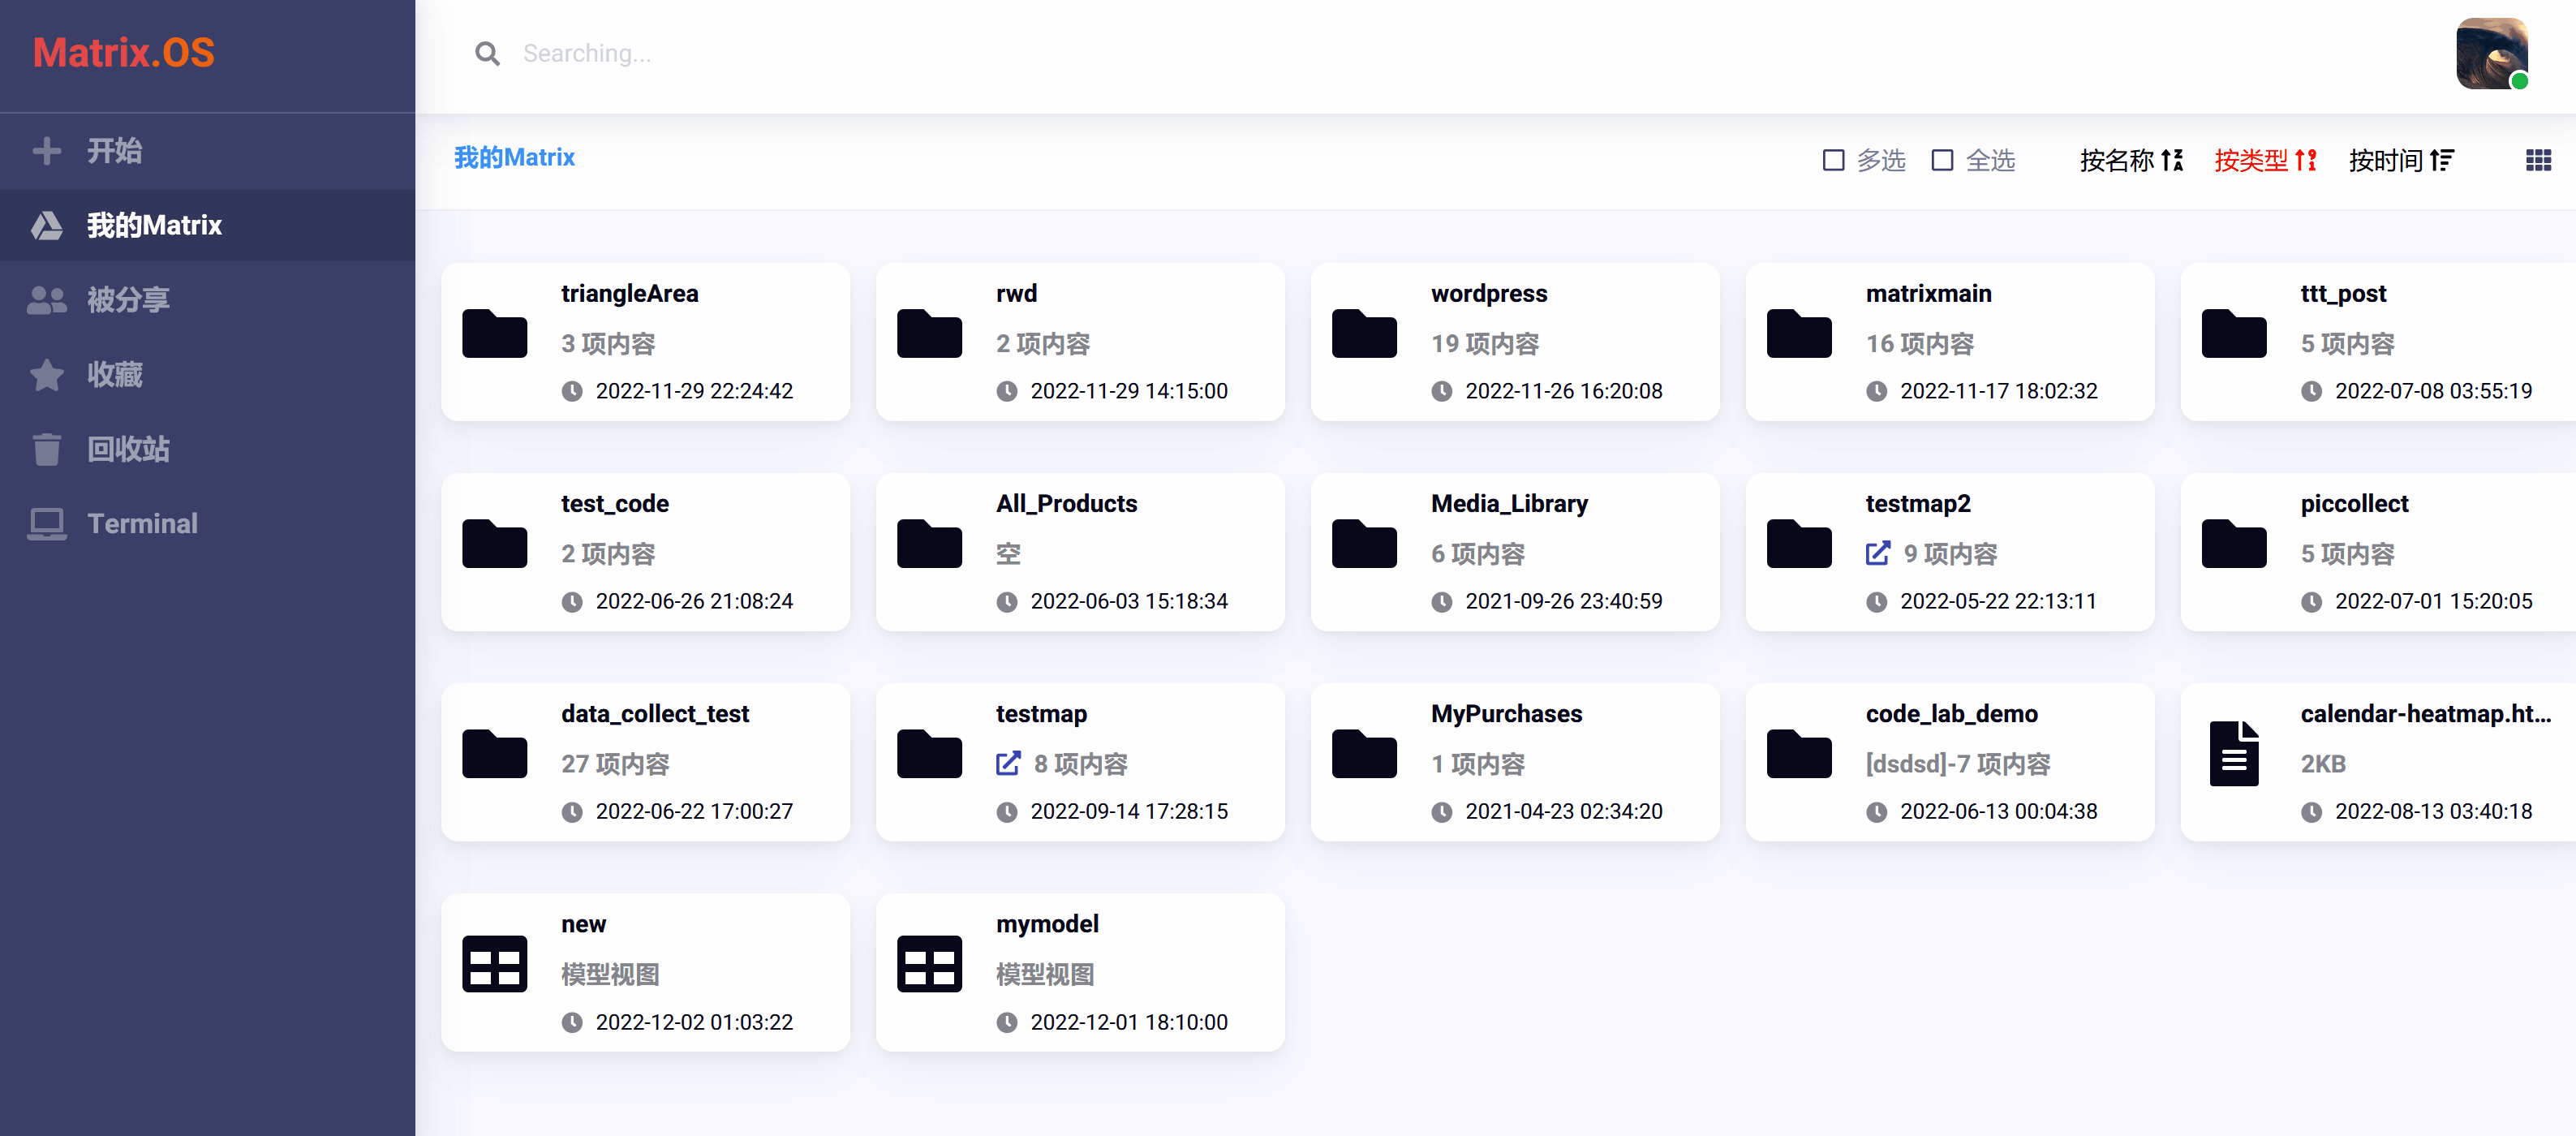 Matrix.OS
Searching...
开始
我的Matrix
被分享
收藏
回收站
Terminal
我的Matrix
多选 全选 按名称 按类型 按时间
triangleArea
3 项内容
2022-11-29 22:24:42
rwd
2 项内容
2022-11-29 14:15:00
wordpress
19 项内容
2022-11-26 16:20:08
matrixmain
16 项内容
2022-11-17 18:02:32
ttt_post
5 项内容
2022-07-08 03:55:19
test_code
2 项内容
2022-06-26 21:08:24
All_Products
空
2022-06-03 15:18:34
Media_Library
6 项内容
2021-09-26 23:40:59
testmap2
9 项内容
2022-05-22 22:13:11
piccollect
5 项内容
2022-07-01 15:20:05
data_collect_test
27 项内容
2022-06-22 17:00:27
testmap
8 项内容
2022-09-14 17:28:15
MyPurchases
1 项内容
2021-04-23 02:34:20
code_lab_demo
[dsdsd]-7 项内容
2022-06-13 00:04:38
calendar-heatmap.ht...
2KB
2022-08-13 03:40:18
new
模型视图
2022-12-02 01:03:22
mymodel
模型视图
2022-12-01 18:10:00